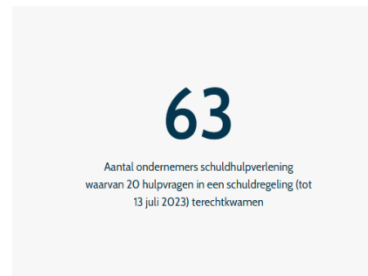 63
Aantal ondernemers schuldhulpverlening
waarvan 20 hulpvragen in een schuldregeling (tot
13 juli 2023) terechtkwamen